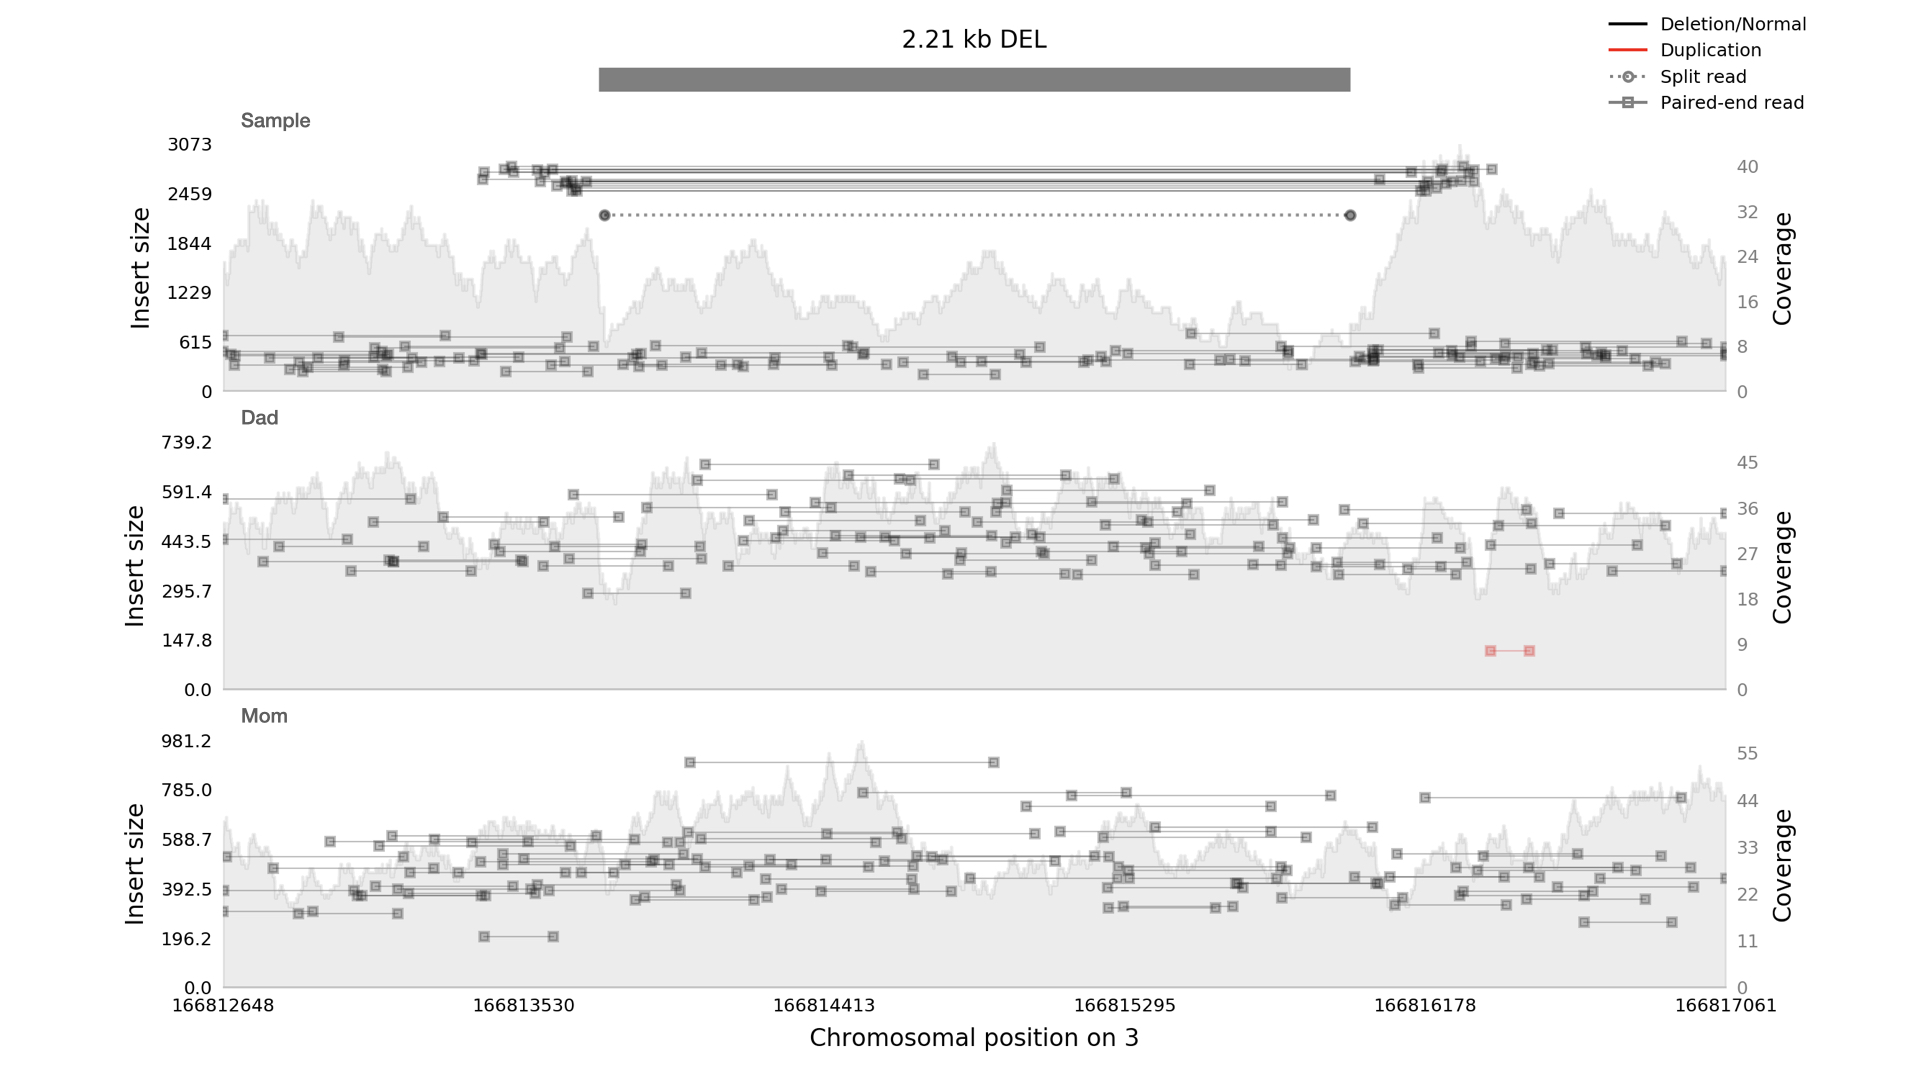 2.21 kb DEL
Deletion/Normal
Duplication
Split read
Paired-end read
Sample
3073
2459
1844
1229
615
0
Insert size
40
32
24
16
8
0
Coverage
Dad
739.2
591.4
443.5
295.7
147.8
0.0
Insert size
45
36
27
18
9
0
Coverage
Mom
981.2
785.0
588.7
392.5
196.2
0.0
Insert size
55
44
33
22
11
0
Coverage
166812648 166813530 166814413 166815295 166816178 166817061
Chromosomal position on 3